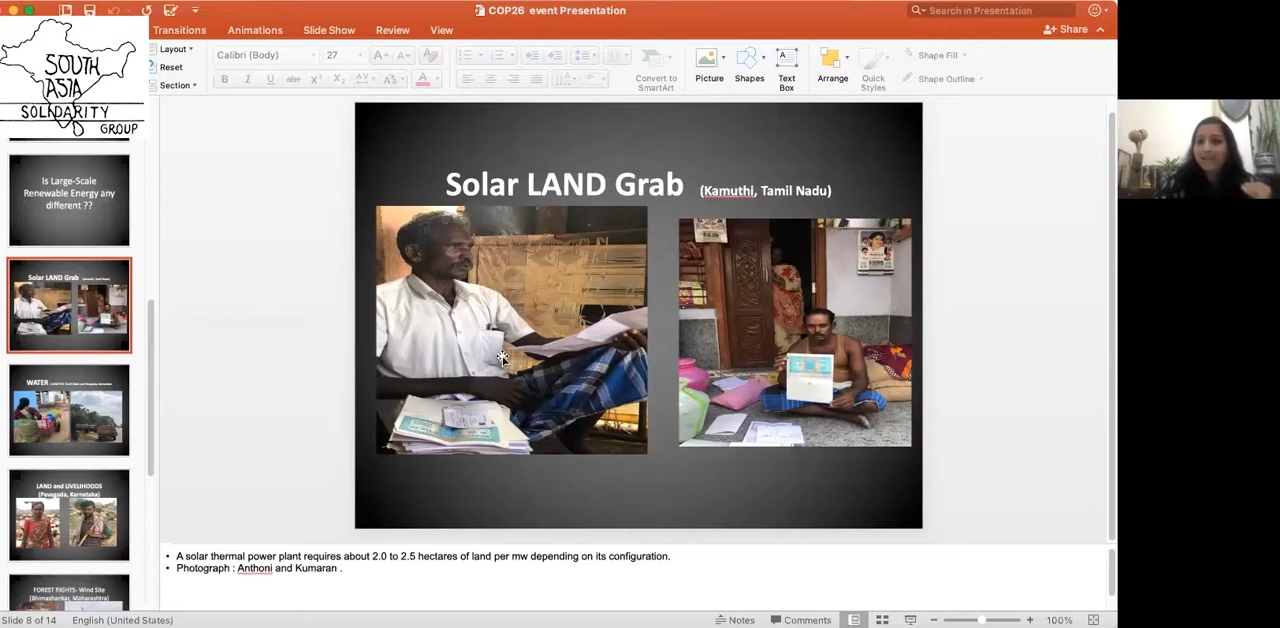 COP26 event Presentation
Search in Presentation
Transitions
Animations
Slide Show
Review
View
Share
SOUTH
ASIA
SOLIDARITY
GROUP
Layout
Reset
Section
Calibri (Body)
27
Convert to
SmartArt
Picture
Shapes
Text
Box
Arrange
Quick
Styles
Shape Fill
Shape Outline
Is Large-Scale
Renewable Energy any
different ??
Solar LAND Grab
WATER
LAND and LIVELIHOODS
(Pavagada, Karnataka)
FOREST RIGHTS- Wind Site
(Bhimashankar, Maharashtra)
Solar LAND Grab (Kamuthi, Tamil Nadu)
• A solar thermal power plant requires about 2.0 to 2.5 hectares of land per mw depending on its configuration.
• Photograph : Anthoni and Kumaran .
Slide 8 of 14
English (United States)
Notes
Comments
100%